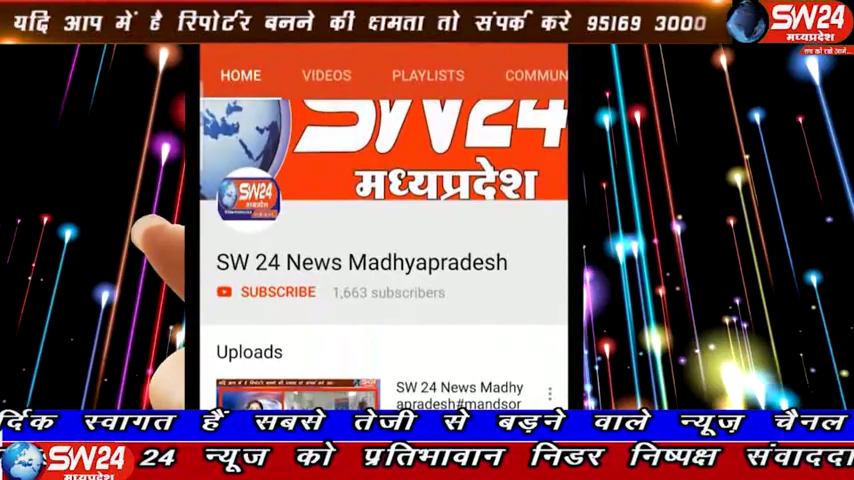 यदि आप में है रिपोर्टर बनने की क्षमता तो संपर्क करे 95169 3000
SW24
मध्यप्रदेश
HOME VIDEOS PLAYLISTS COMMUN
SW24
मध्यप्रदेश
SW24
SW 24 News Madhyapradesh
SUBSCRIBE 1,663 subscribers
Uploads
SW 24 News Madhy
apradesh#mandsor
र्दिक स्वागत हैं सबसे तेजी से बड़ने वाले न्यूज़ चैनल
24 न्यूज को प्रतिभावान निडर निष्पक्ष संवादद
SW24
मध्यप्रदेश